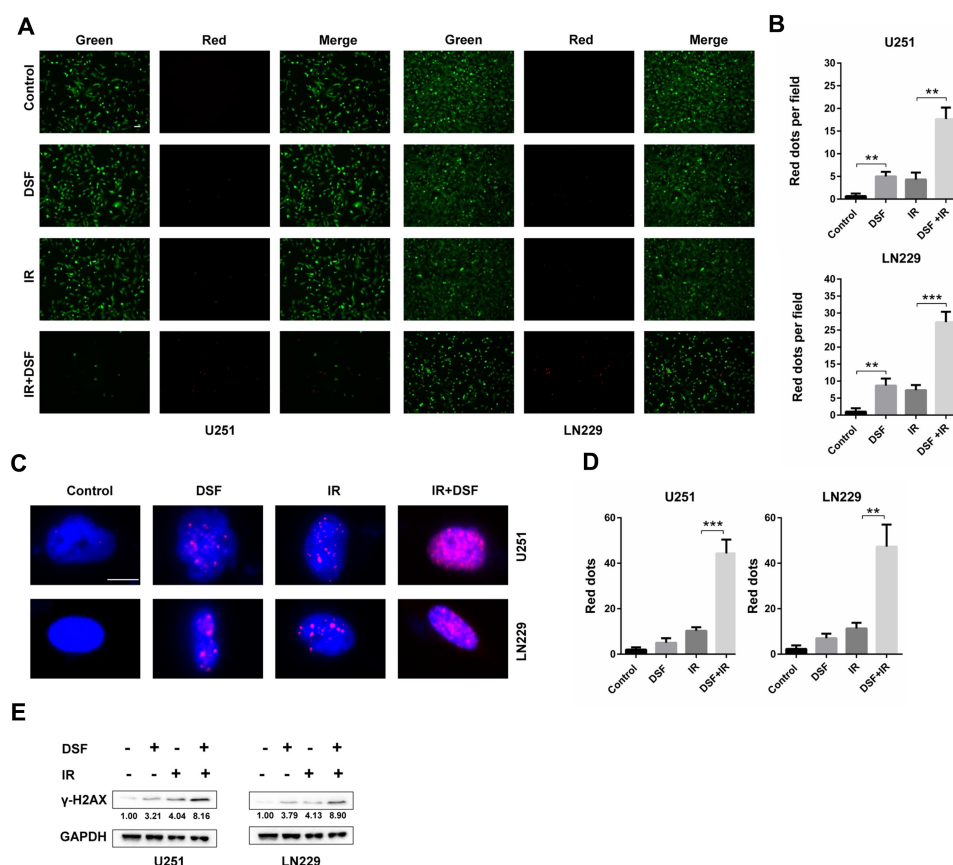 A
Green Red Merge Green Red Merge
Control
DSF
IR
IR+DSF
U251 LN229
B
U251
Red dots per field
30
25
20
15
10
5
0
**
**
Control DSF IR DSF +IR
LN229
Red dots per field
35
30
25
20
15
10
5
0
**
***
Control DSF IR DSF +IR
C
Control DSF IR IR+DSF
U251
LN229
D
U251
Red dots
60
40
20
0
***
Control DSF IR DSF+IR
LN229
Red dots
60
40
20
0
**
Control DSF IR DSF+IR
E
DSF - + - + - + - +
IR - - + + - - + +
γ-H2AX
1.00 3.21 4.04 8.16 1.00 3.79 4.13 8.90
GAPDH
U251 LN229